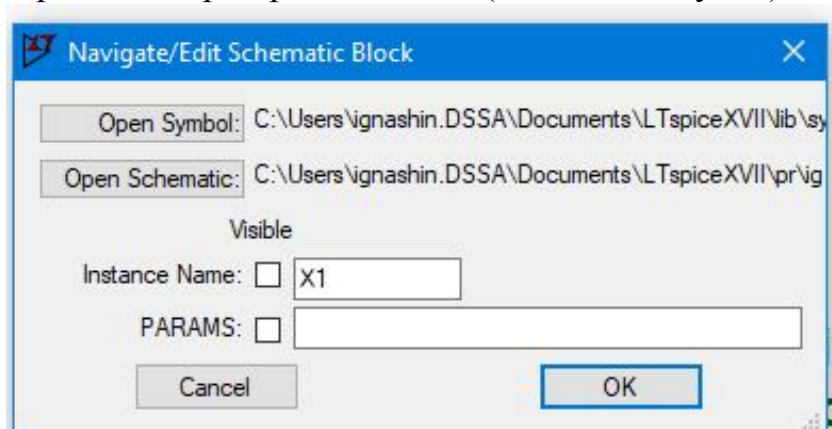 Navigate/Edit Schematic Block
Open Symbol: C:\Users\ignashin.DSSA\Documents\LTspiceXVII\lib\sy
Open Schematic: C:\Users\ignashin.DSSA\Documents\LTspiceXVII\pr\ig
Visible
Instance Name: X1
PARAMS:
Cancel OK